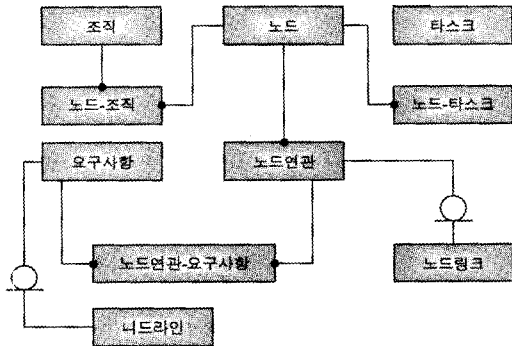 조직
노드
타스크
노드-조직
노드-타스크
요구사항
노드연관
노드연관-요구사항
노드링크
니드라인